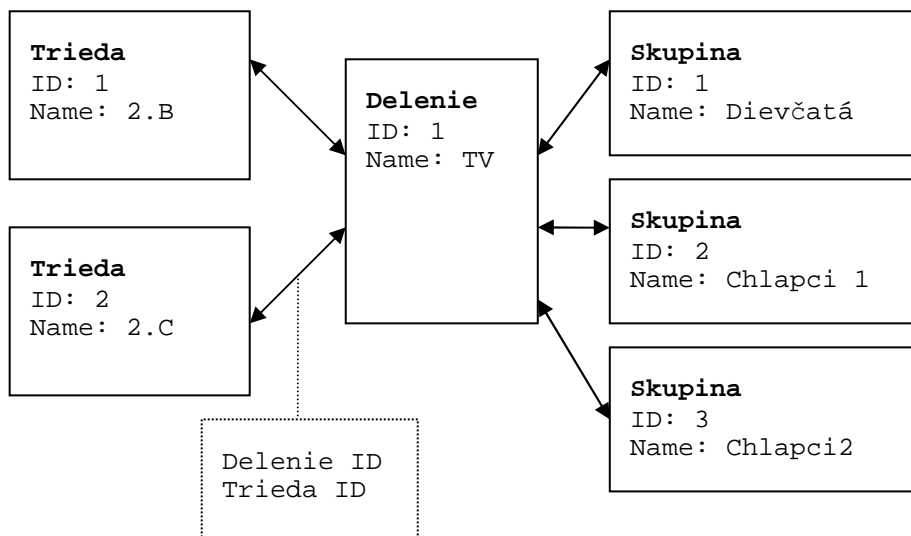 Trieda
ID: 1
Name: 2.B
Trieda
ID: 2
Name: 2.C
Delenie
ID: 1
Name: TV
Skupina
ID: 1
Name: Dievčatá
Skupina
ID: 2
Name: Chlapci 1
Skupina
ID: 3
Name: Chlapci2
Delenie ID
Trieda ID